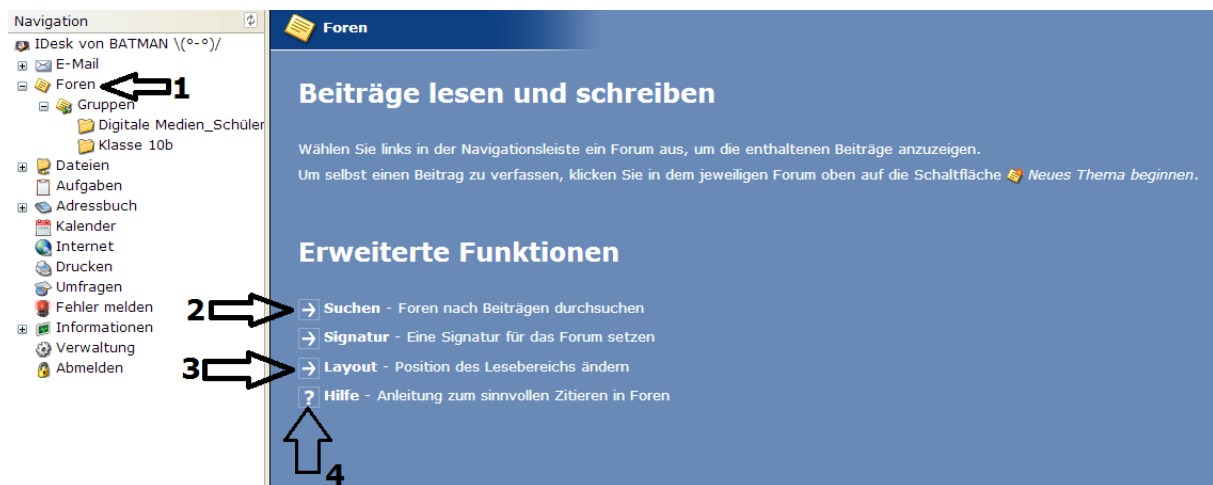 Navigation
IDesk von BATMAN \(°-°)/
E-Mail
Foren
1
Gruppen
Digitale Medien_Schüler
Klasse 10b
Dateien
Aufgaben
Adressbuch
Kalender
Internet
Drucken
Umfragen
Fehler melden
Informationen
Verwaltung
Abmelden
Foren
Beiträge lesen und schreiben
Wählen Sie links in der Navigationsleiste ein Forum aus, um die enthaltenen Beiträge anzuzeigen.
Um selbst einen Beitrag zu verfassen, klicken Sie in dem jeweiligen Forum oben auf die Schaltfläche Neues Thema beginnen.
Erweiterte Funktionen
2
Suchen - Foren nach Beiträgen durchsuchen
Signatur - Eine Signatur für das Forum setzen
3
Layout - Position des Lesebereichs ändern
? Hilfe - Anleitung zum sinnvollen Zitieren in Foren
4